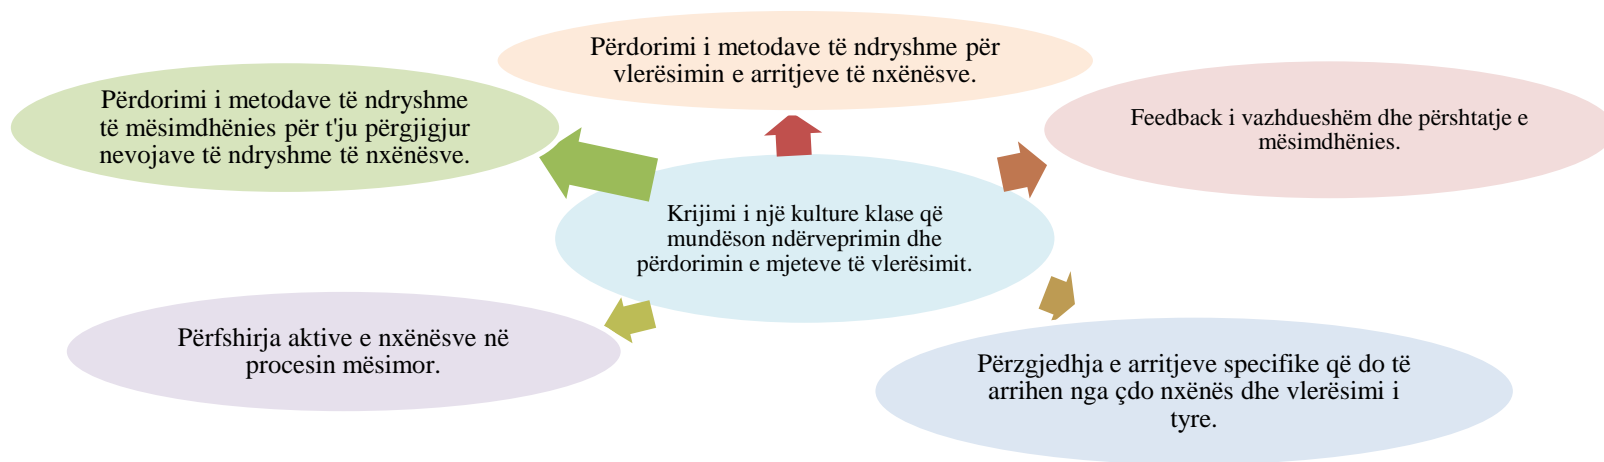 Përdorimi i metodave të ndryshme për
vlerësimin e arritjeve të nxënësve.
Përdorimi i metodave të ndryshme
të mësimdhënies për t'ju përgjigjur
nevojave të ndryshme të nxënësve.
Feedback i vazhdueshëm dhe përshtatje e
mësimdhënies.
Krijimi i një kulture klase që
mundëson ndërveprimin dhe
përdorimin e mjeteve të vlerësimit.
Përfshirja aktive e nxënësve në
procesin mësimor.
Përzgjedhja e arritjeve specifike që do të
arrihen nga çdo nxënës dhe vlerësimi i
tyre.